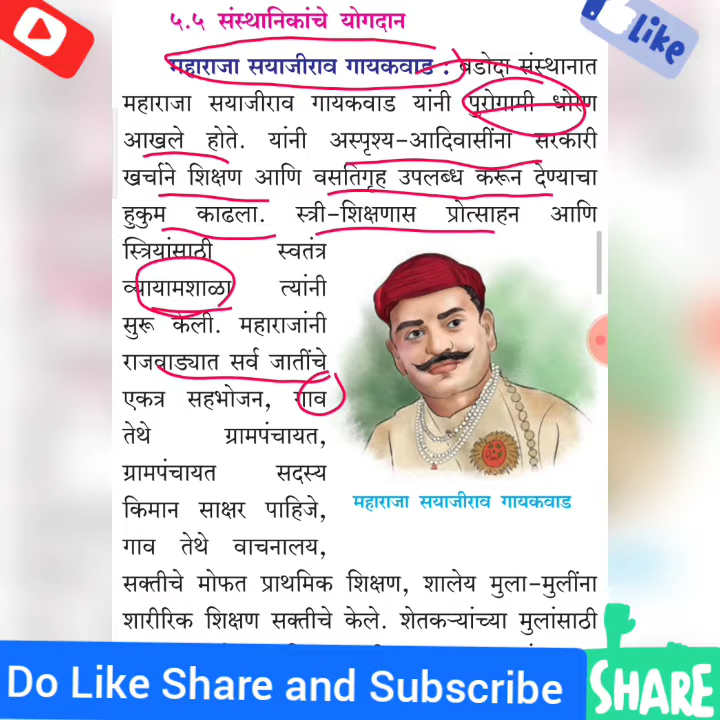 ५.५ संस्थानिकांचे योगदान
Like
महाराजा सयाजीराव गायकवाड : बडोदा संस्थानात
महाराजा सयाजीराव गायकवाड यांनी पुरोगामी धोरण
आखले होते. यांनी अस्पृश्य-आदिवासींना सरकारी
खर्चाने शिक्षण आणि वसतिगृह उपलब्ध करून देण्याचा
हुकुम काढला. स्त्री-शिक्षणास प्रोत्साहन आणि
स्त्रियांसाठी स्वतंत्र
व्यायामशाळा त्यांनी
सुरू केली. महाराजांनी
राजवाड्यात सर्व जातींचे
एकत्र सहभोजन, गाव
तेथे ग्रामपंचायत,
ग्रामपंचायत सदस्य
किमान साक्षर पाहिजे,
गाव तेथे वाचनालय,
महाराजा सयाजीराव गायकवाड
सक्तीचे मोफत प्राथमिक शिक्षण, शालेय मुला-मुलींना
शारीरिक शिक्षण सक्तीचे केले. शेतकऱ्यांच्या मुलांसाठी
Do Like Share and Subscribe
SHARE